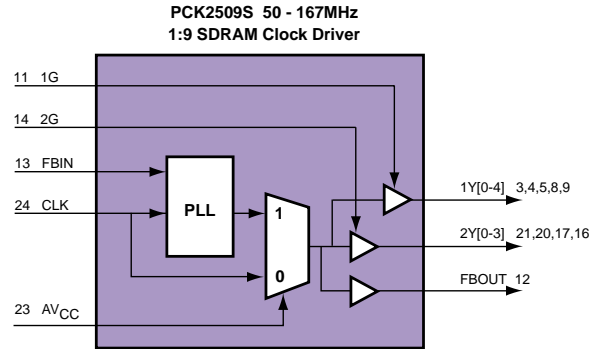 PCK2509S 50 - 167MHz
1:9 SDRAM Clock Driver
11 1G
14 2G
13 FBIN
24 CLK
PLL
1
0
1Y[0-4] 3,4,5,8,9
2Y[0-3] 21,20,17,16
FBOUT 12
23 AVCC